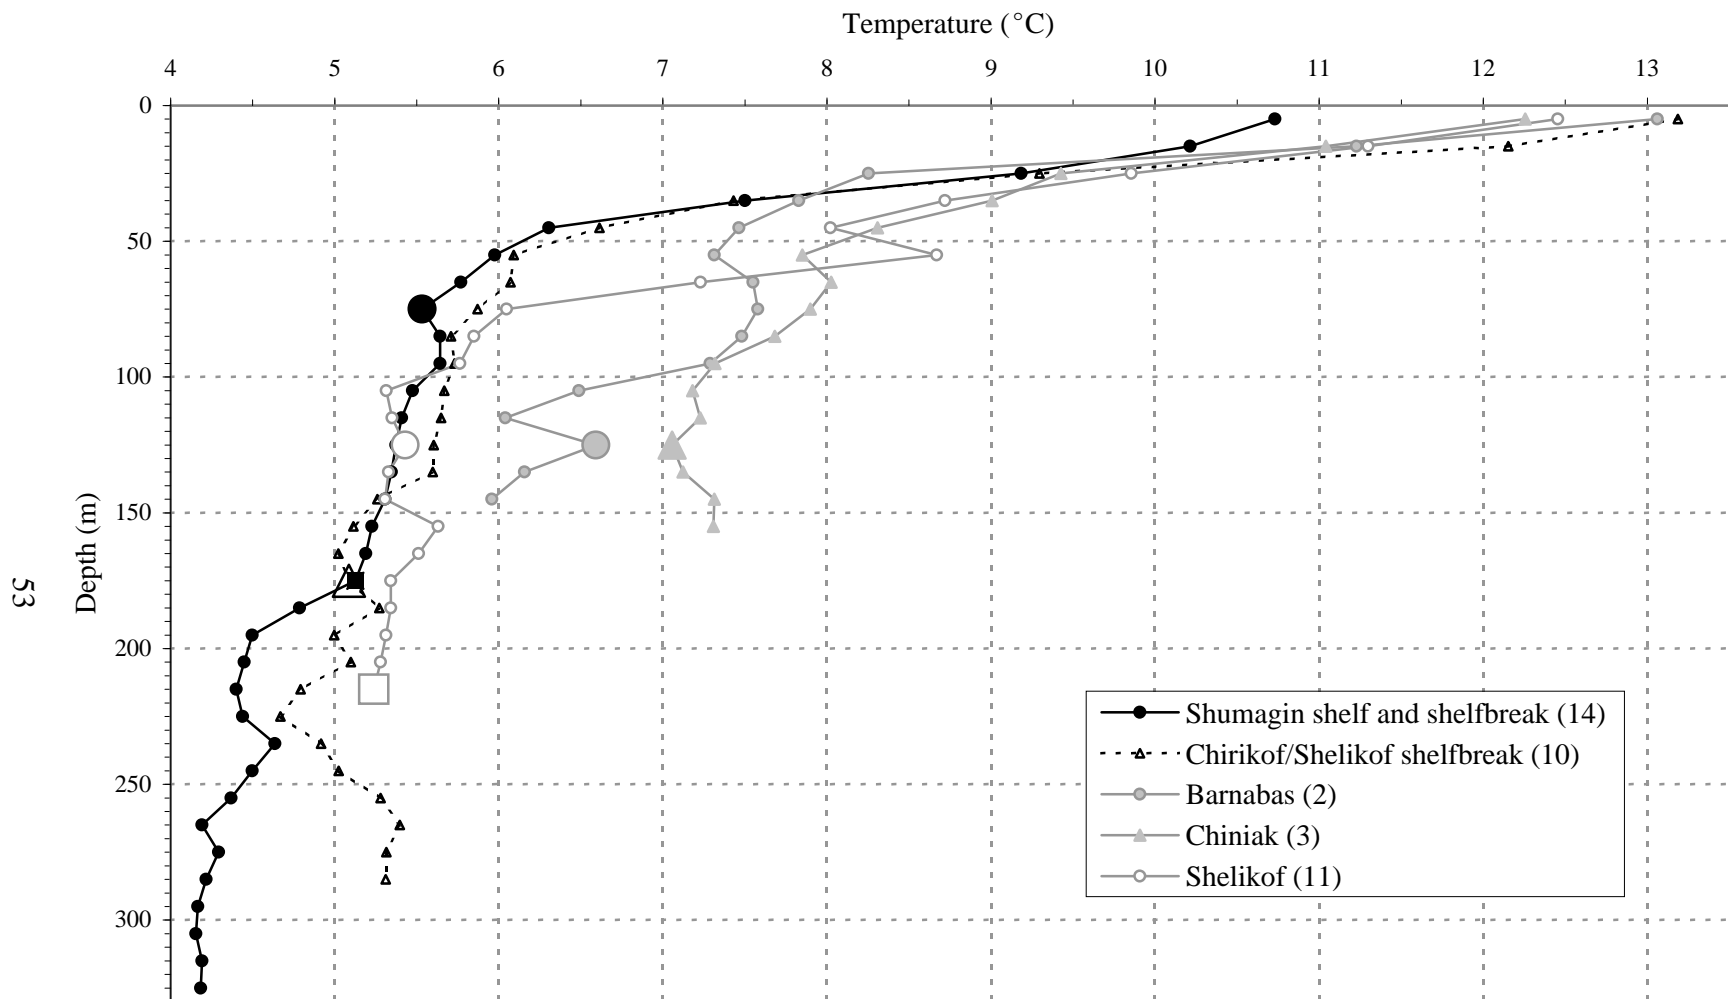 Temperature (°C)
4 5 6 7 8 9 10 11 12 13
0
50
100
150
200
250
300
Depth (m)
53
Shumagin shelf and shelfbreak (14)
Chirikof/Shelikof shelfbreak (10)
Barnabas (2)
Chiniak (3)
Shelikof (11)